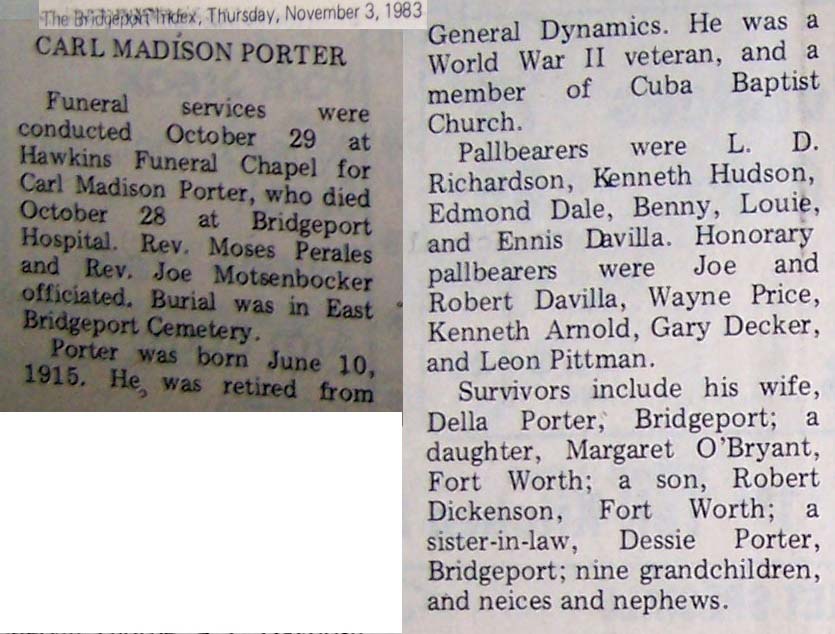 The Bridgeport Index, Thursday, November 3, 1983
CARL MADISON PORTER
Funeral services were
conducted October 29 at
Hawkins Funeral Chapel for
Carl Madison Porter, who died
October 28 at Bridgeport
Hospital. Rev. Moses Perales
and Rev. Joe Motsenbocker
officiated. Burial was in East
Bridgeport Cemetery.
Porter was born June 10,
1915. He was retired from
General Dynamics. He was a
World War II veteran, and a
member of Cuba Baptist
Church.
Pallbearers were L. D.
Richardson, Kenneth Hudson,
Edmond Dale, Benny, Louie,
and Ennis Davilla. Honorary
pallbearers were Joe and
Robert Davilla, Wayne Price,
Kenneth Arnold, Gary Decker,
and Leon Pittman.
Survivors include his wife,
Della Porter, Bridgeport; a
daughter, Margaret O'Bryant,
Fort Worth; a son, Robert
Dickenson, Fort Worth; a
sister-in-law, Dessie Porter,
Bridgeport; nine grandchildren,
and neices and nephews.